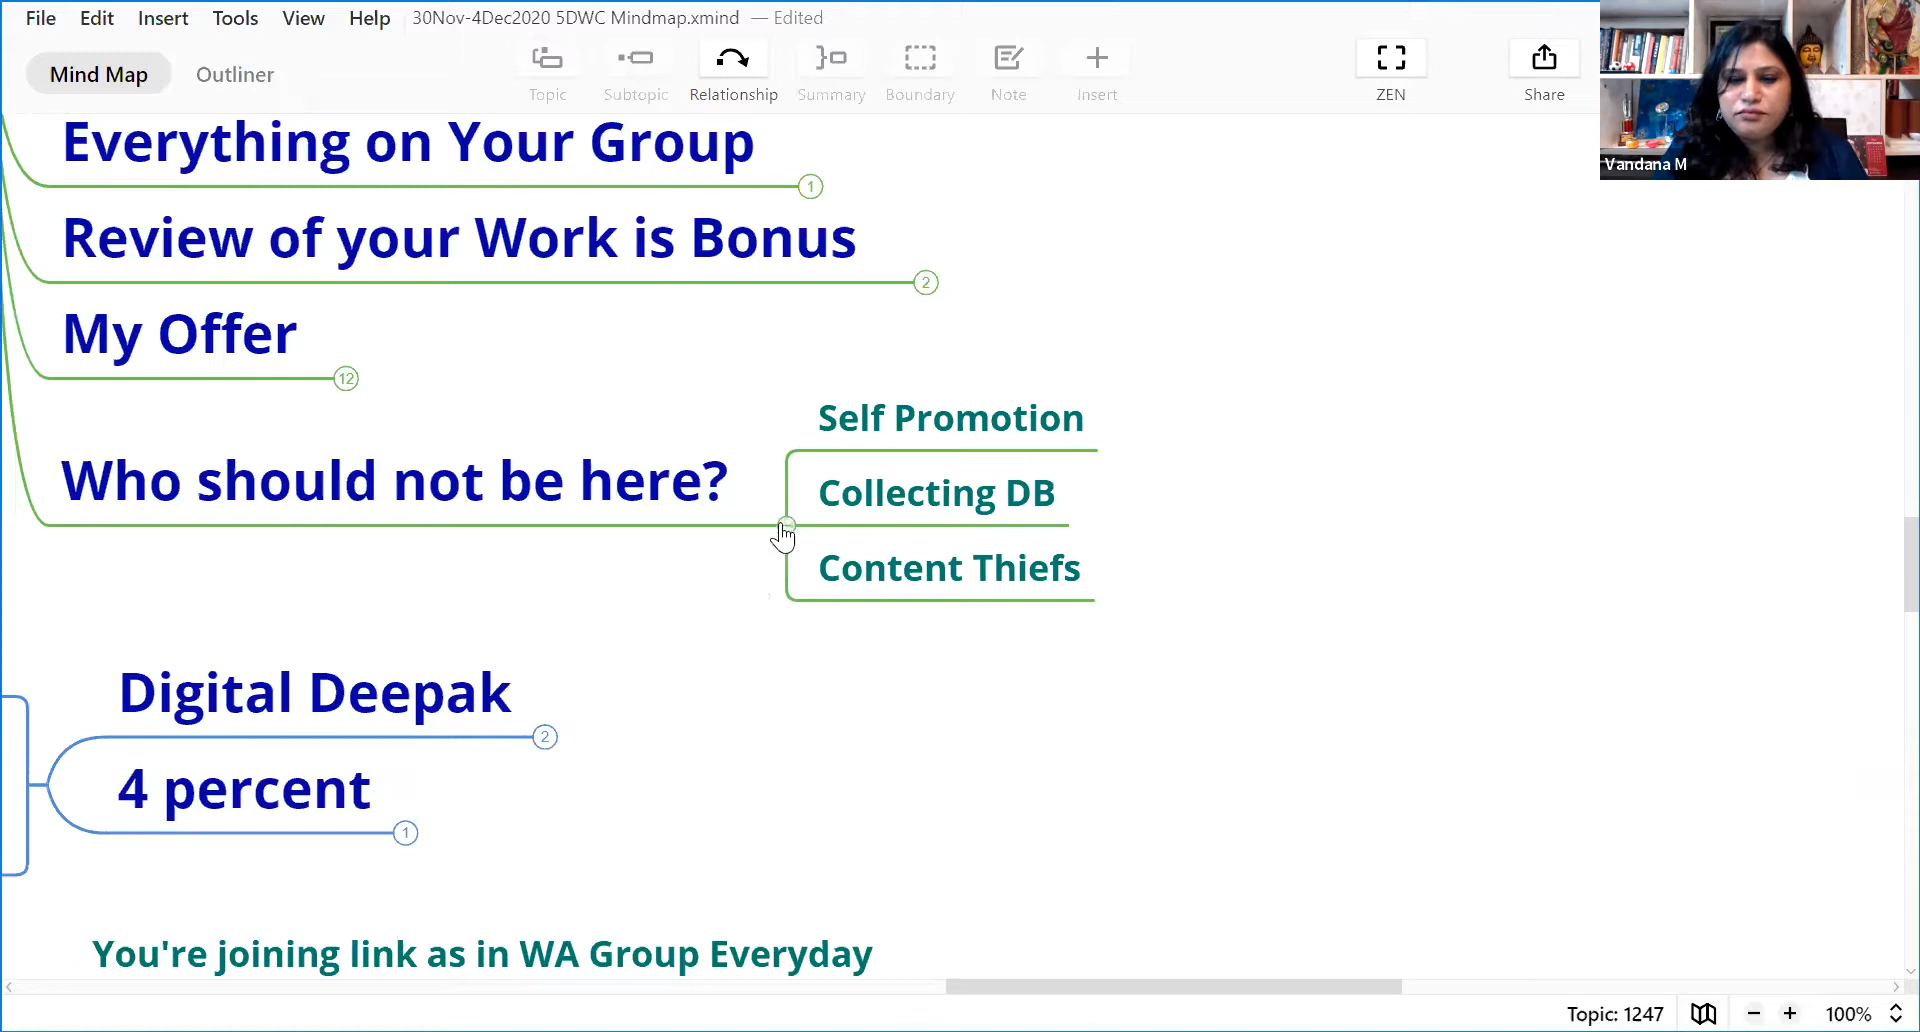 File Edit Insert Tools View Help 30Nov-4Dec2020 5DWC Mindmap.xmind — Edited
Mind Map Outliner
Topic Subtopic Relationship Summary Boundary Note Insert ZEN Share
Vandana M
Everything on Your Group
1
Review of your Work is Bonus
2
My Offer
12
Who should not be here?
Self Promotion
Collecting DB
Content Thiefs
Digital Deepak
2
4 percent
1
You're joining link as in WA Group Everyday
Topic: 1247 100%